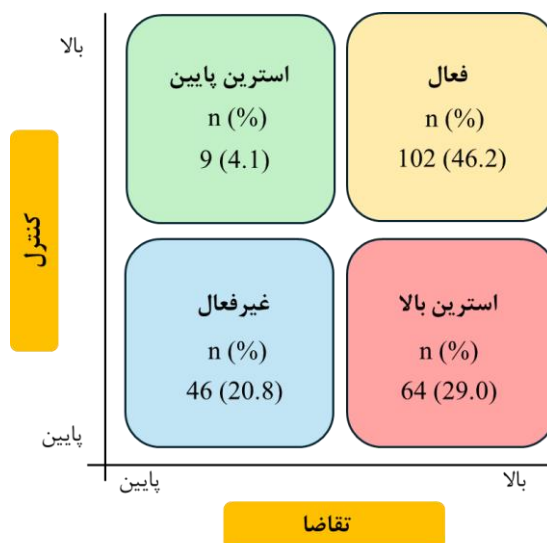 بالا
استرین پایین
n (%)
9 (4.1)
فعال
n (%)
102 (46.2)
کنترل
غیرفعال
n (%)
46 (20.8)
استرین بالا
n (%)
64 (29.0)
پایین
پایین
بالا
تقاضا